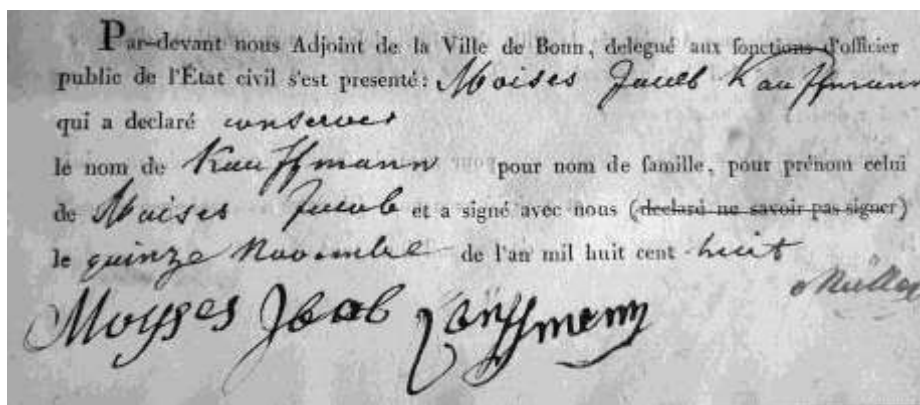 Par-devant nous Adjoint de la Ville de Bonn, delegué aux fonctions d'officier
public de l'État civil s'est presenté: Moises Jacob Kauffmann
qui a declaré conserver
le nom de Kauffmann pour nom de famille, pour prénom celui
de Moises Jacob et a signé avec nous (declaré ne savoir pas signer)
le quinze Novembre de l'an mil huit cent huit
Müller
Moyses Jacob Kauffmann